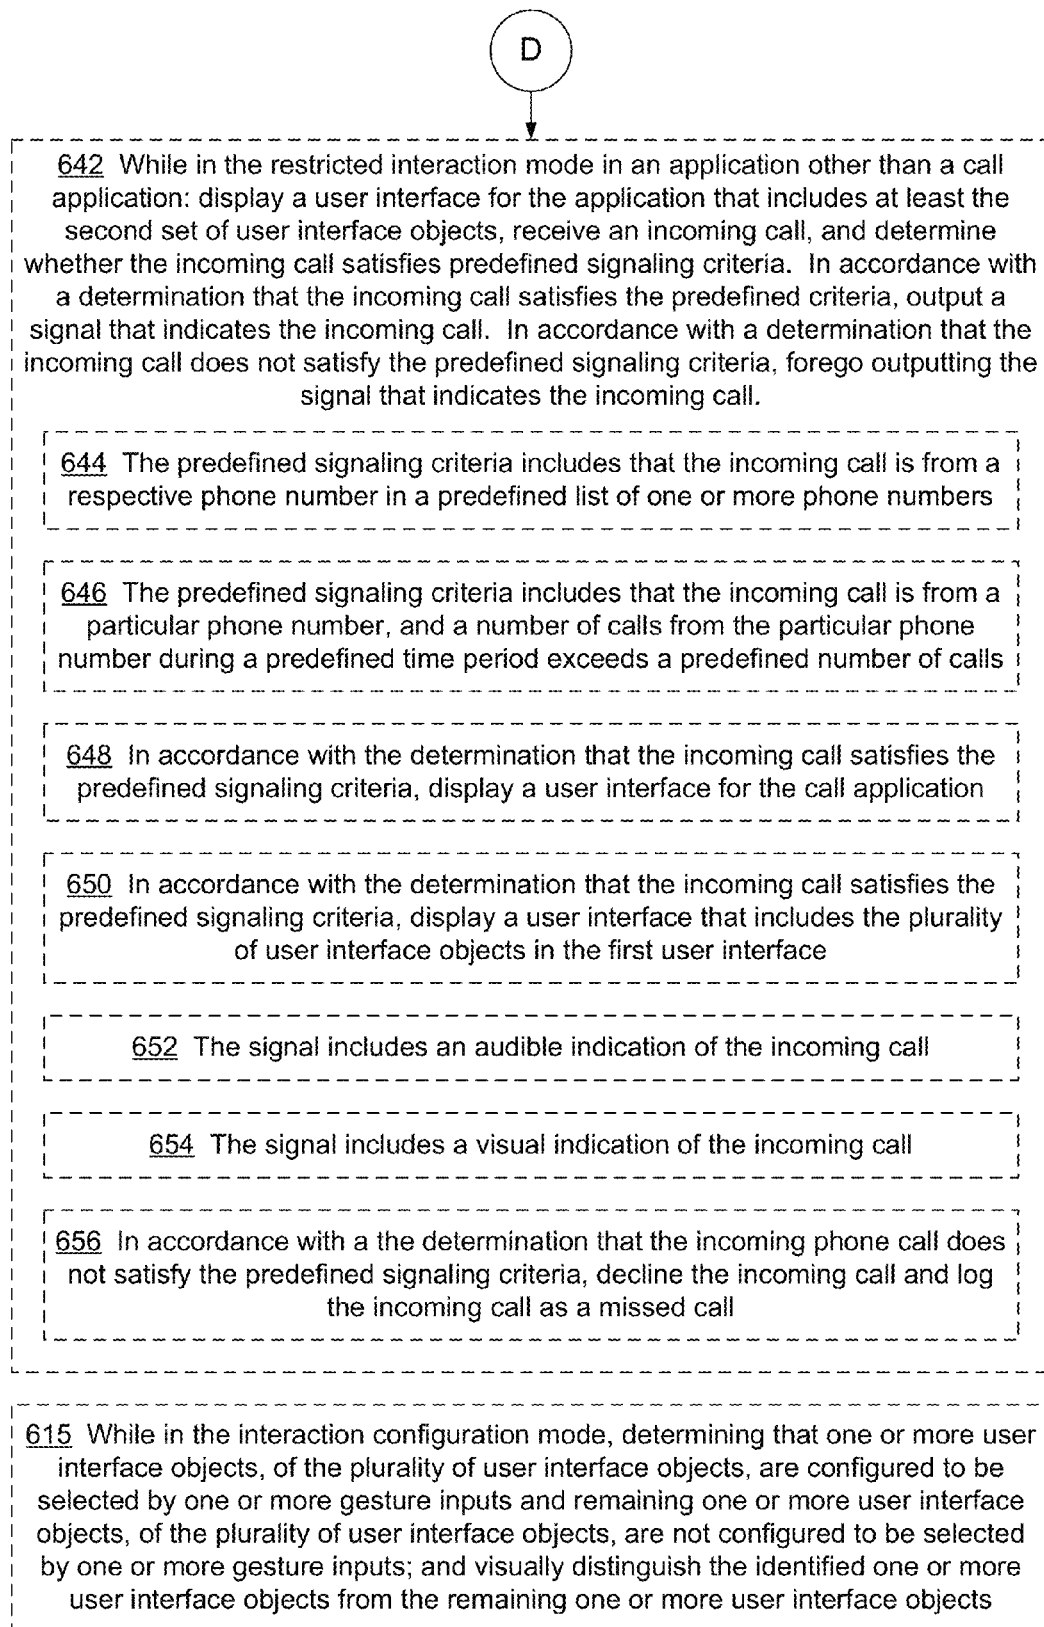 D
642 While in the restricted interaction mode in an application other than a call
application: display a user interface for the application that includes at least the
second set of user interface objects, receive an incoming call, and determine
whether the incoming call satisfies predefined signaling criteria. In accordance with
a determination that the incoming call satisfies the predefined criteria, output a
signal that indicates the incoming call. In accordance with a determination that the
incoming call does not satisfy the predefined signaling criteria, forego outputting the
signal that indicates the incoming call.
644 The predefined signaling criteria includes that the incoming call is from a
respective phone number in a predefined list of one or more phone numbers
646 The predefined signaling criteria includes that the incoming call is from a
particular phone number, and a number of calls from the particular phone
number during a predefined time period exceeds a predefined number of calls
648 In accordance with the determination that the incoming call satisfies the
predefined signaling criteria, display a user interface for the call application
650 In accordance with the determination that the incoming call satisfies the
predefined signaling criteria, display a user interface that includes the plurality
of user interface objects in the first user interface
652 The signal includes an audible indication of the incoming call
654 The signal includes a visual indication of the incoming call
656 In accordance with a the determination that the incoming phone call does
not satisfy the predefined signaling criteria, decline the incoming call and log
the incoming call as a missed call
615 While in the interaction configuration mode, determining that one or more user
interface objects, of the plurality of user interface objects, are configured to be
selected by one or more gesture inputs and remaining one or more user interface
objects, of the plurality of user interface objects, are not configured to be selected
by one or more gesture inputs; and visually distinguish the identified one or more
user interface objects from the remaining one or more user interface objects